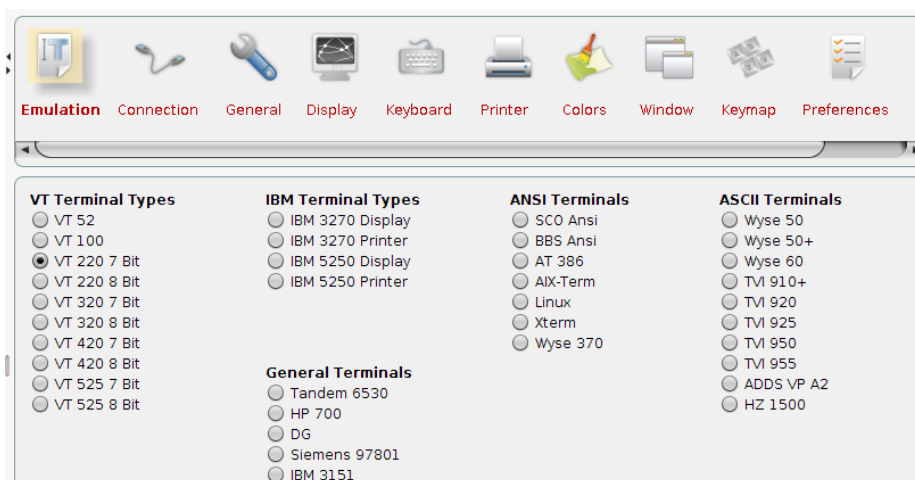 Emulation Connection General Display Keyboard Printer Colors Window Keymap Preferences
VT Terminal Types
VT 52
VT 100
VT 220 7 Bit
VT 220 8 Bit
VT 320 7 Bit
VT 320 8 Bit
VT 420 7 Bit
VT 420 8 Bit
VT 525 7 Bit
VT 525 8 Bit
IBM Terminal Types
IBM 3270 Display
IBM 3270 Printer
IBM 5250 Display
IBM 5250 Printer
General Terminals
Tandem 6530
HP 700
DG
Siemens 97801
IBM 3151
ANSI Terminals
SCO Ansi
BBS Ansi
AT 386
AIX-Term
Linux
Xterm
Wyse 370
ASCII Terminals
Wyse 50
Wyse 50+
Wyse 60
TVI 910+
TVI 920
TVI 925
TVI 950
TVI 955
ADDS VP A2
HZ 1500